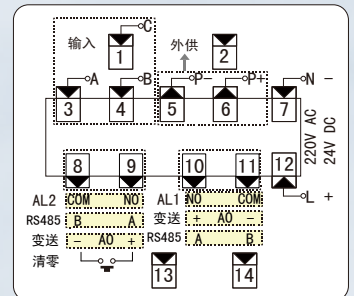 C
输入
外供
1
2
A
B
P-
P+
N -
3
4
5
6
7
220V AC
24V DC
8
9
10
11
12
L +
AL2 COM NO
AL1 NO COM
RS485 B A
变送 + AO -
变送 - AO +
RS485 A B
清零
13
14